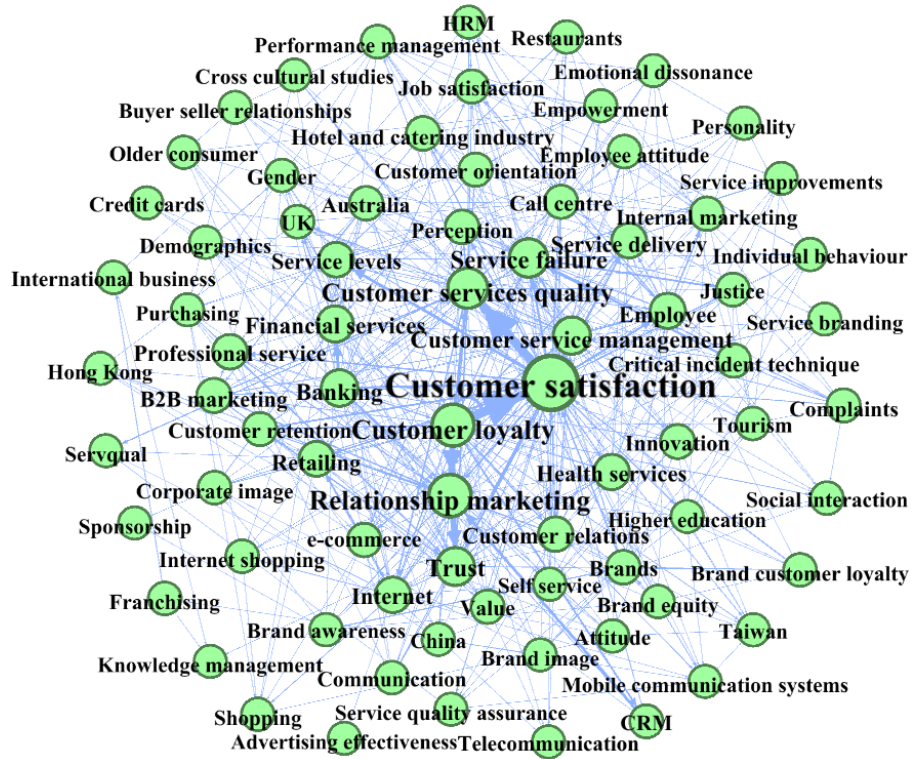 HRM
Restaurants
Performance management
Cross cultural studies
Emotional dissonance
Job satisfaction
Buyer seller relationships
Empowerment
Personality
Hotel and catering industry
Older consumer
Employee attitude
Gender
Customer orientation
Service improvements
Credit cards
Australia
Call centre
UK
Internal marketing
Perception
Demographics
Service delivery
Service levels
Service failure
Individual behaviour
International business
Customer services quality
Justice
Purchasing
Financial services
Employee
Service branding
Customer service management
Professional service
Critical incident technique
Hong Kong
Banking
Customer satisfaction
B2B marketing
Complaints
Customer retention
Customer loyalty
Tourism
Innovation
Servqual
Retailing
Health services
Corporate image
Relationship marketing
Social interaction
Sponsorship
Higher education
e-commerce
Customer relations
Internet shopping
Trust
Brands
Brand customer loyalty
Self service
Franchising
Internet
Value
Brand equity
Brand awareness
China
Attitude
Taiwan
Brand image
Knowledge management
Communication
Mobile communication systems
Shopping
Service quality assurance
CRM
Advertising effectiveness
Telecommunication